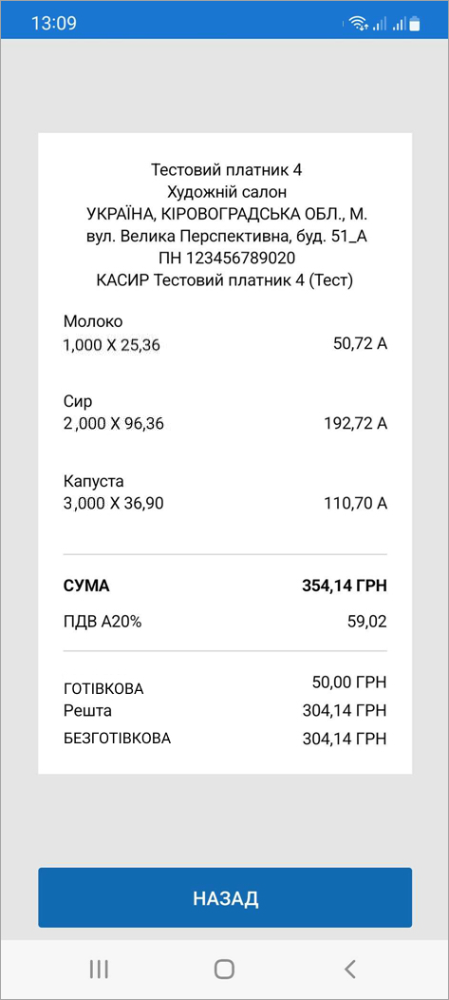 13:09
Тестовий платник 4
Художній салон
УКРАЇНА, КІРОВОГРАДСЬКА ОБЛ., М.
вул. Велика Перспективна, буд. 51_А
ПН 123456789020
КАСИР Тестовий платник 4 (Тест)
Молоко
1,000 X 25,36 50,72 А
Сир
2,000 X 96,36 192,72 А
Капуста
3,000 X 36,90 110,70 А
СУМА 354,14 ГРН
ПДВ А20% 59,02
ГОТІВКОВА 50,00 ГРН
Решта 304,14 ГРН
БЕЗГОТІВКОВА 304,14 ГРН
НАЗАД